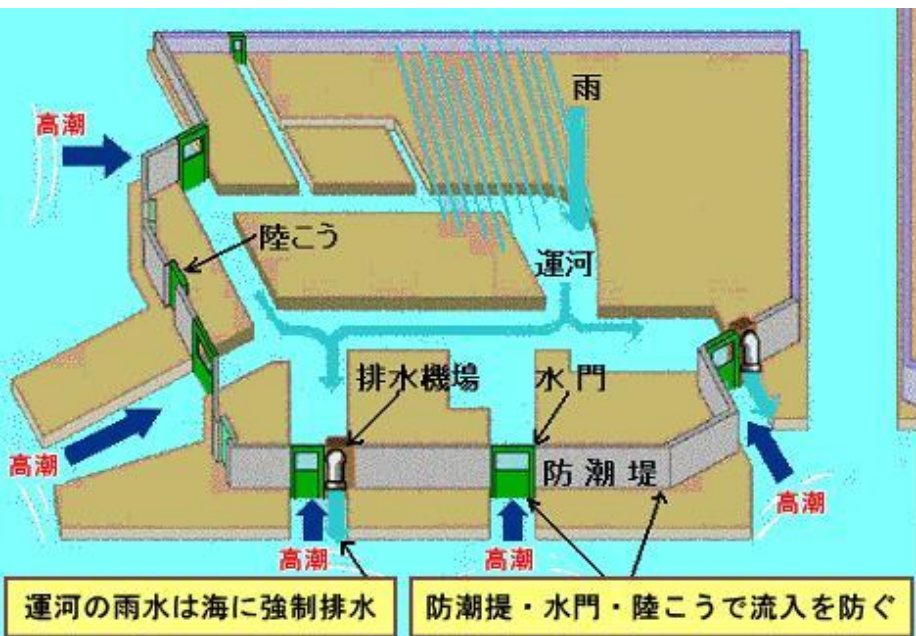 雨
高潮
陸こう
運河
排水機場
水門
高潮
防潮堤
高潮
高潮
高潮
運河の雨水は海に強制排水
防潮提・水門・陸こうで流入を防ぐ